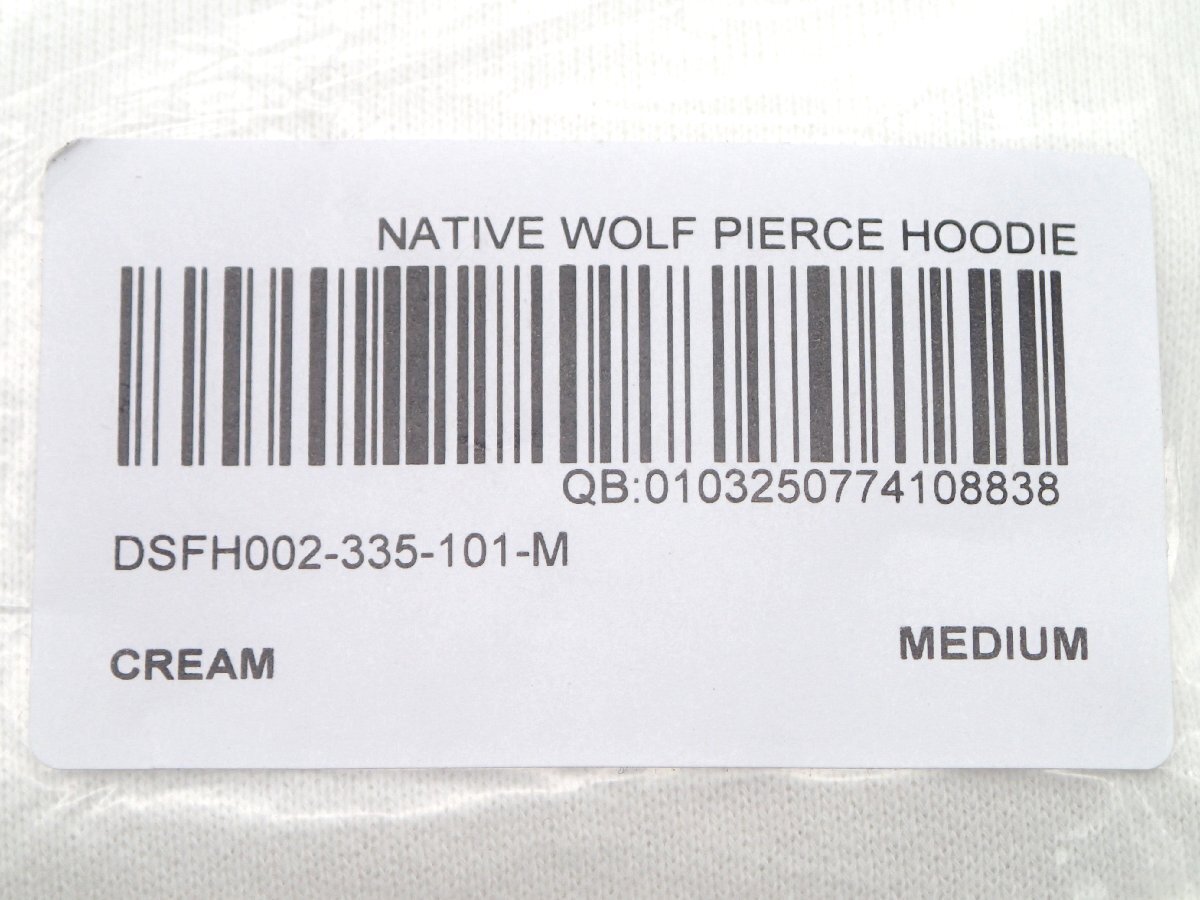 NATIVE WOLF PIERCE HOODIE
QB:0103250774108838
DSFH002-335-101-M
CREAM
MEDIUM